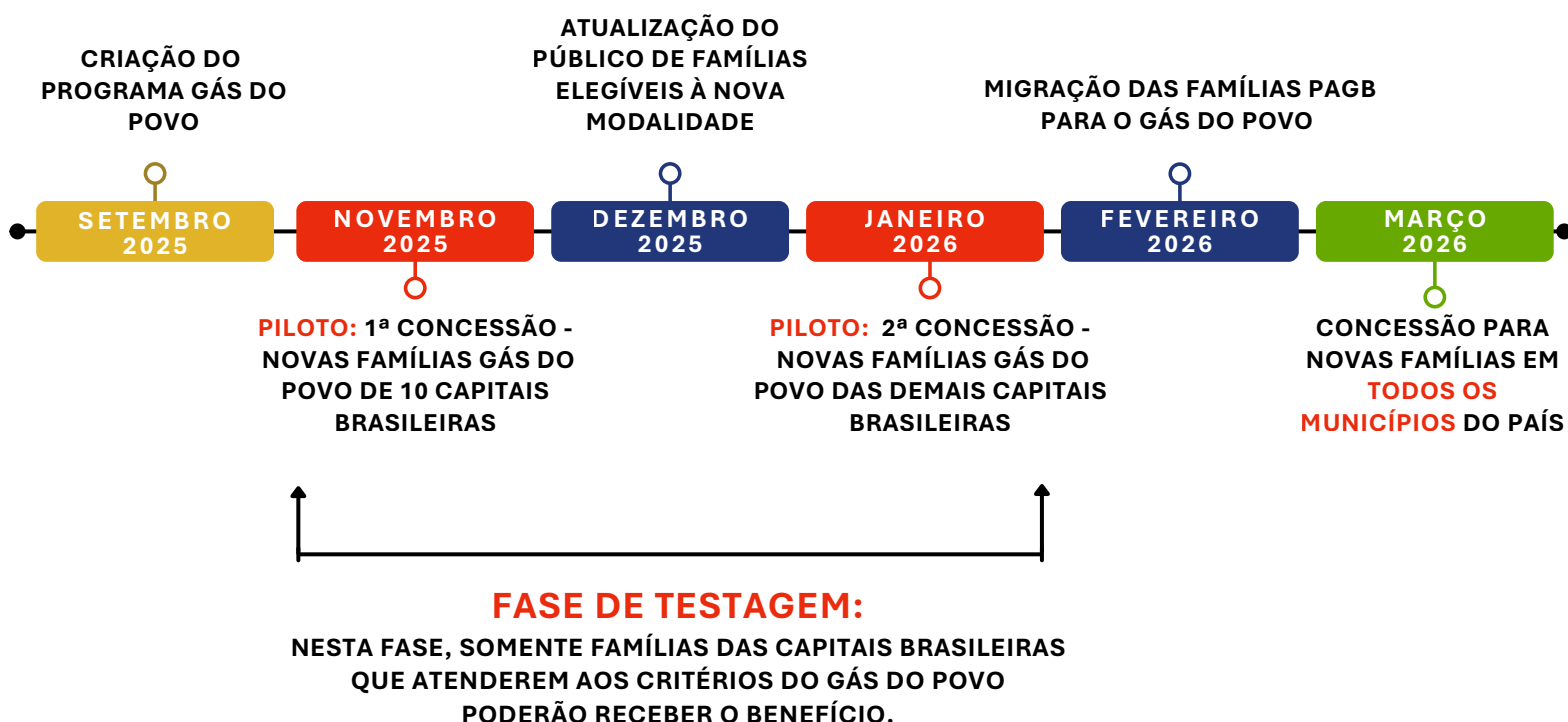 CRIAÇÃO DO
PROGRAMA GÁS DO
POVO
ATUALIZAÇÃO DO
PÚBLICO DE FAMÍLIAS
ELEGÍVEIS À NOVA
MODALIDADE
MIGRAÇÃO DAS FAMÍLIAS PAGB
PARA O GÁS DO POVO
SETEMBRO
2025
NOVEMBRO
2025
DEZEMBRO
2025
JANEIRO
2026
FEVEREIRO
2026
MARÇO
2026
PILOTO: 1ª CONCESSÃO -
NOVAS FAMÍLIAS GÁS DO
POVO DE 10 CAPITAIS
BRASILEIRAS
PILOTO: 2ª CONCESSÃO -
NOVAS FAMÍLIAS GÁS DO
POVO DAS DEMAIS CAPITAIS
BRASILEIRAS
CONCESSÃO PARA
NOVAS FAMÍLIAS EM
TODOS OS
MUNICÍPIOS DO PAÍS
FASE DE TESTAGEM:
NESTA FASE, SOMENTE FAMÍLIAS DAS CAPITAIS BRASILEIRAS
QUE ATENDEREM AOS CRITÉRIOS DO GÁS DO POVO
PODERÃO RECEBER O BENEFÍCIO.